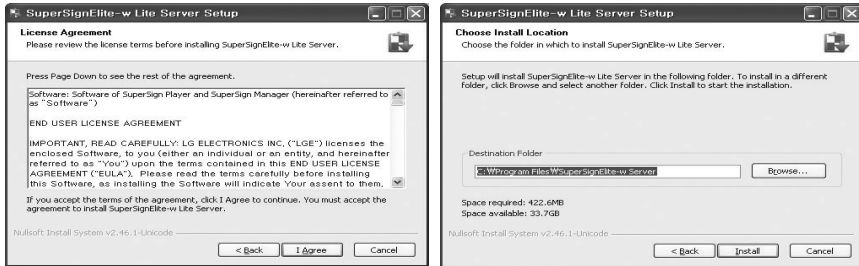 SuperSignElite-w Lite Server Setup
License Agreement
Please review the license terms before installing SuperSignElite-w Lite Server.
Press Page Down to see the rest of the agreement.
Software: Software of SuperSign Player and SuperSign Manager (hereinafter referred to
as "Software")
END USER LICENSE AGREEMENT
IMPORTANT, READ CAREFULLY: LG ELECTRONICS INC, ("LGE") licenses the
enclosed Software, to you (either an individual or an entity, and hereinafter
referred to as "You") upon the terms contained in this END USER LICENSE
AGREEMENT ("EULA"), Please read the terms carefully before installing
this Software, as installing the Software will indicate Your assent to them,
If you accept the terms of the agreement, click I Agree to continue. You must accept the
agreement to install SuperSignElite-w Lite Server.
Nullsoft Install System v2.46.1-Unicode
< Back
I Agree
Cancel
SuperSignElite-w Lite Server Setup
Choose Install Location
Choose the folder in which to install SuperSignElite-w Lite Server.
Setup will install SuperSignElite-w Lite Server in the following folder. To install in a different
folder, click Browse and select another folder. Click Install to start the installation.
Destination Folder
C:₩Program Files₩SuperSignElite-w Server
Browse...
Space required: 422.6MB
Space available: 33.7GB
Nullsoft Install System v2.46.1-Unicode
< Back
Install
Cancel